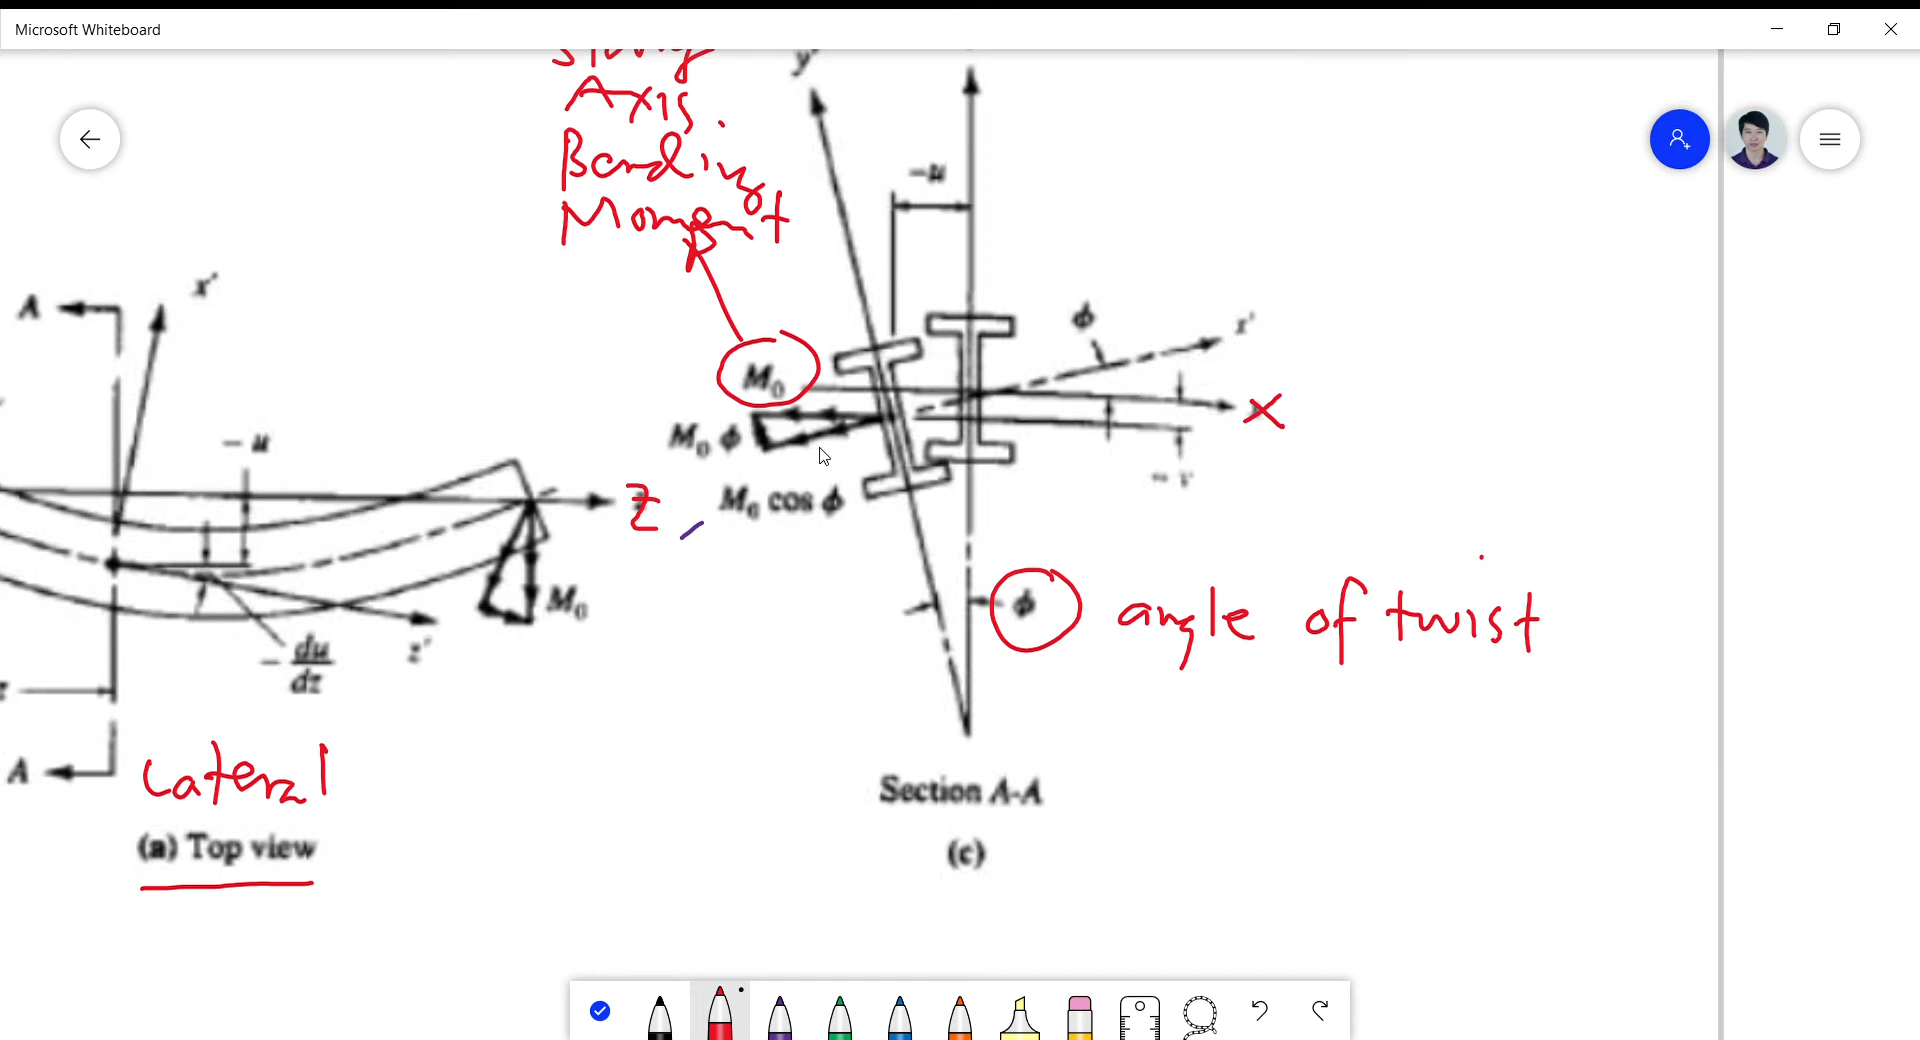 Microsoft Whiteboard
Strong
Axis
Bending
Moment
y'
-u
x'
A
ϕ
x'
M₀
X
M₀ ϕ
-u
M₀ cos ϕ
- v
Z
M₀
ϕ
angle of twist
z'
- du/dz
z
A
Lateral
Section A-A
(a) Top view
(c)